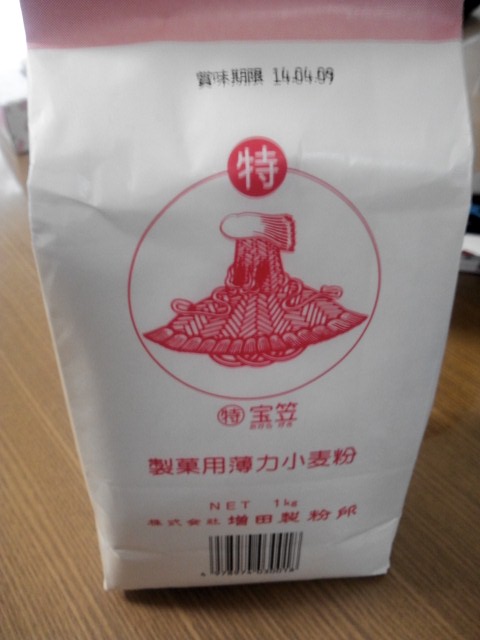 賞味期限 14.04.09
特
特 宝笠
製菓用薄力小麦粉
NET 1kg
株式会社 増田製粉所